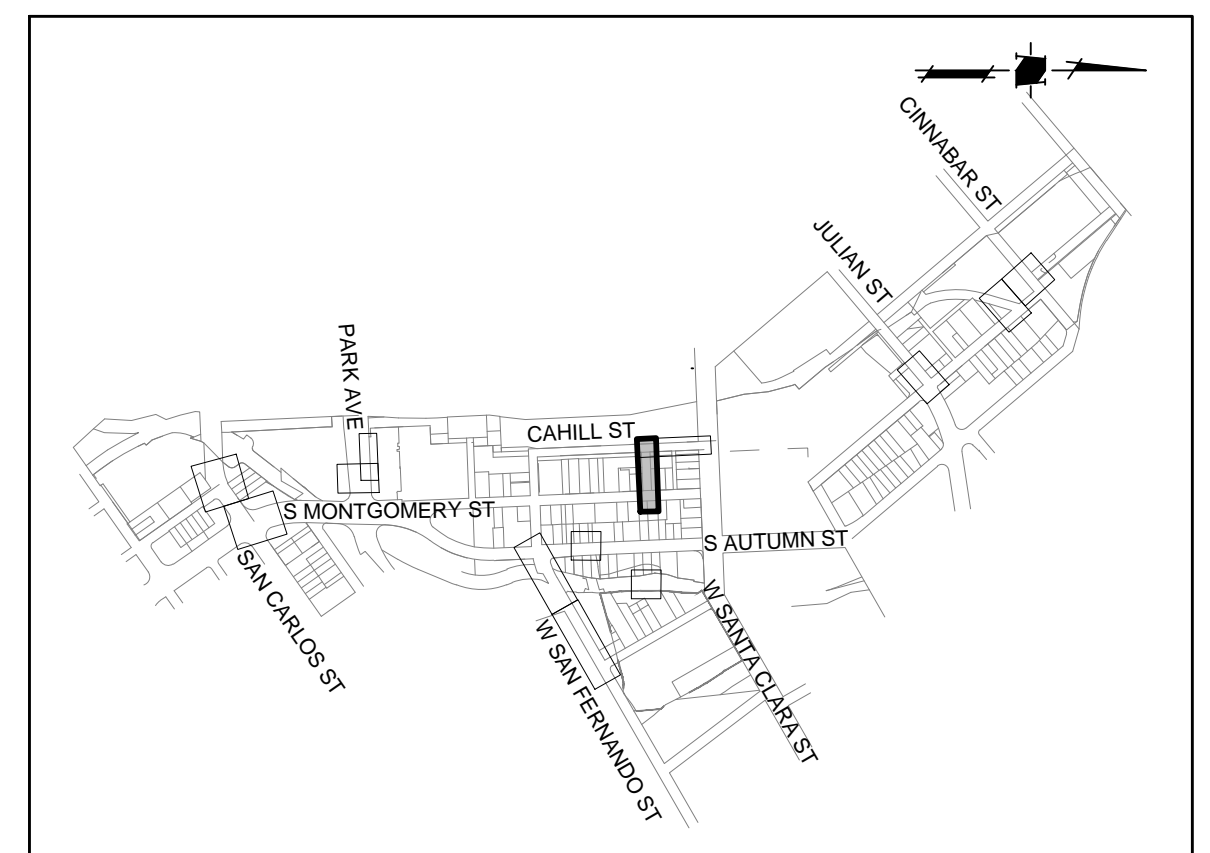 CINNABAR ST
JULIAN ST
PARK AVE
CAHILL ST
S MONTGOMERY ST
S AUTUMN ST
SAN CARLOS ST
W SAN FERNANDO ST
W SANTA CLARA ST